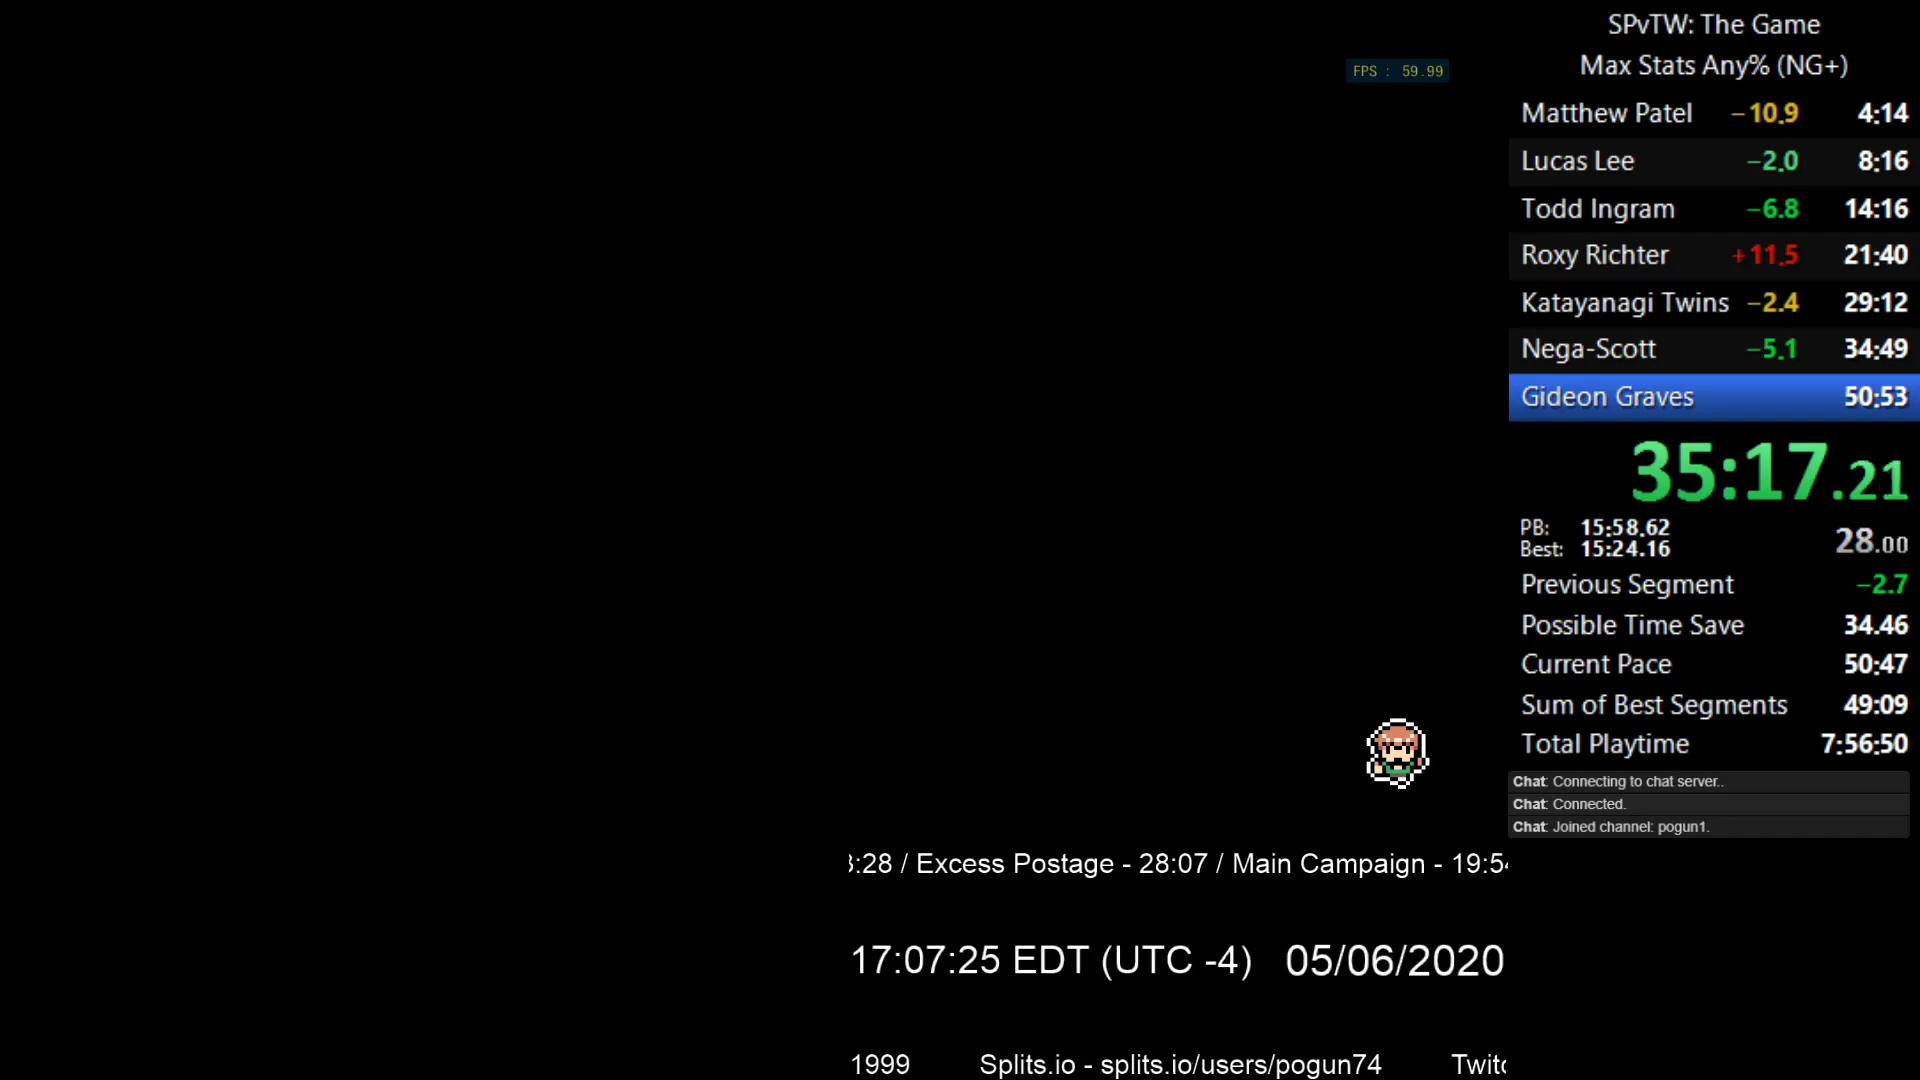 SPvTW: The Game
Max Stats Any% (NG+)
FPS : 59.99
Matthew Patel −10.9 4:14
Lucas Lee −2.0 8:16
Todd Ingram −6.8 14:16
Roxy Richter +11.5 21:40
Katayanagi Twins −2.4 29:12
Nega-Scott −5.1 34:49
Gideon Graves 50:53
35:17.21
PB: 15:58.62
Best: 15:24.16
28.00
Previous Segment −2.7
Possible Time Save 34.46
Current Pace 50:47
Sum of Best Segments 49:09
Total Playtime 7:56:50
Chat: Connecting to chat server..
Chat: Connected.
Chat: Joined channel: pogun1.
:28 / Excess Postage - 28:07 / Main Campaign - 19:5
17:07:25 EDT (UTC -4) 05/06/2020
1999 Splits.io - splits.io/users/pogun74 Twit